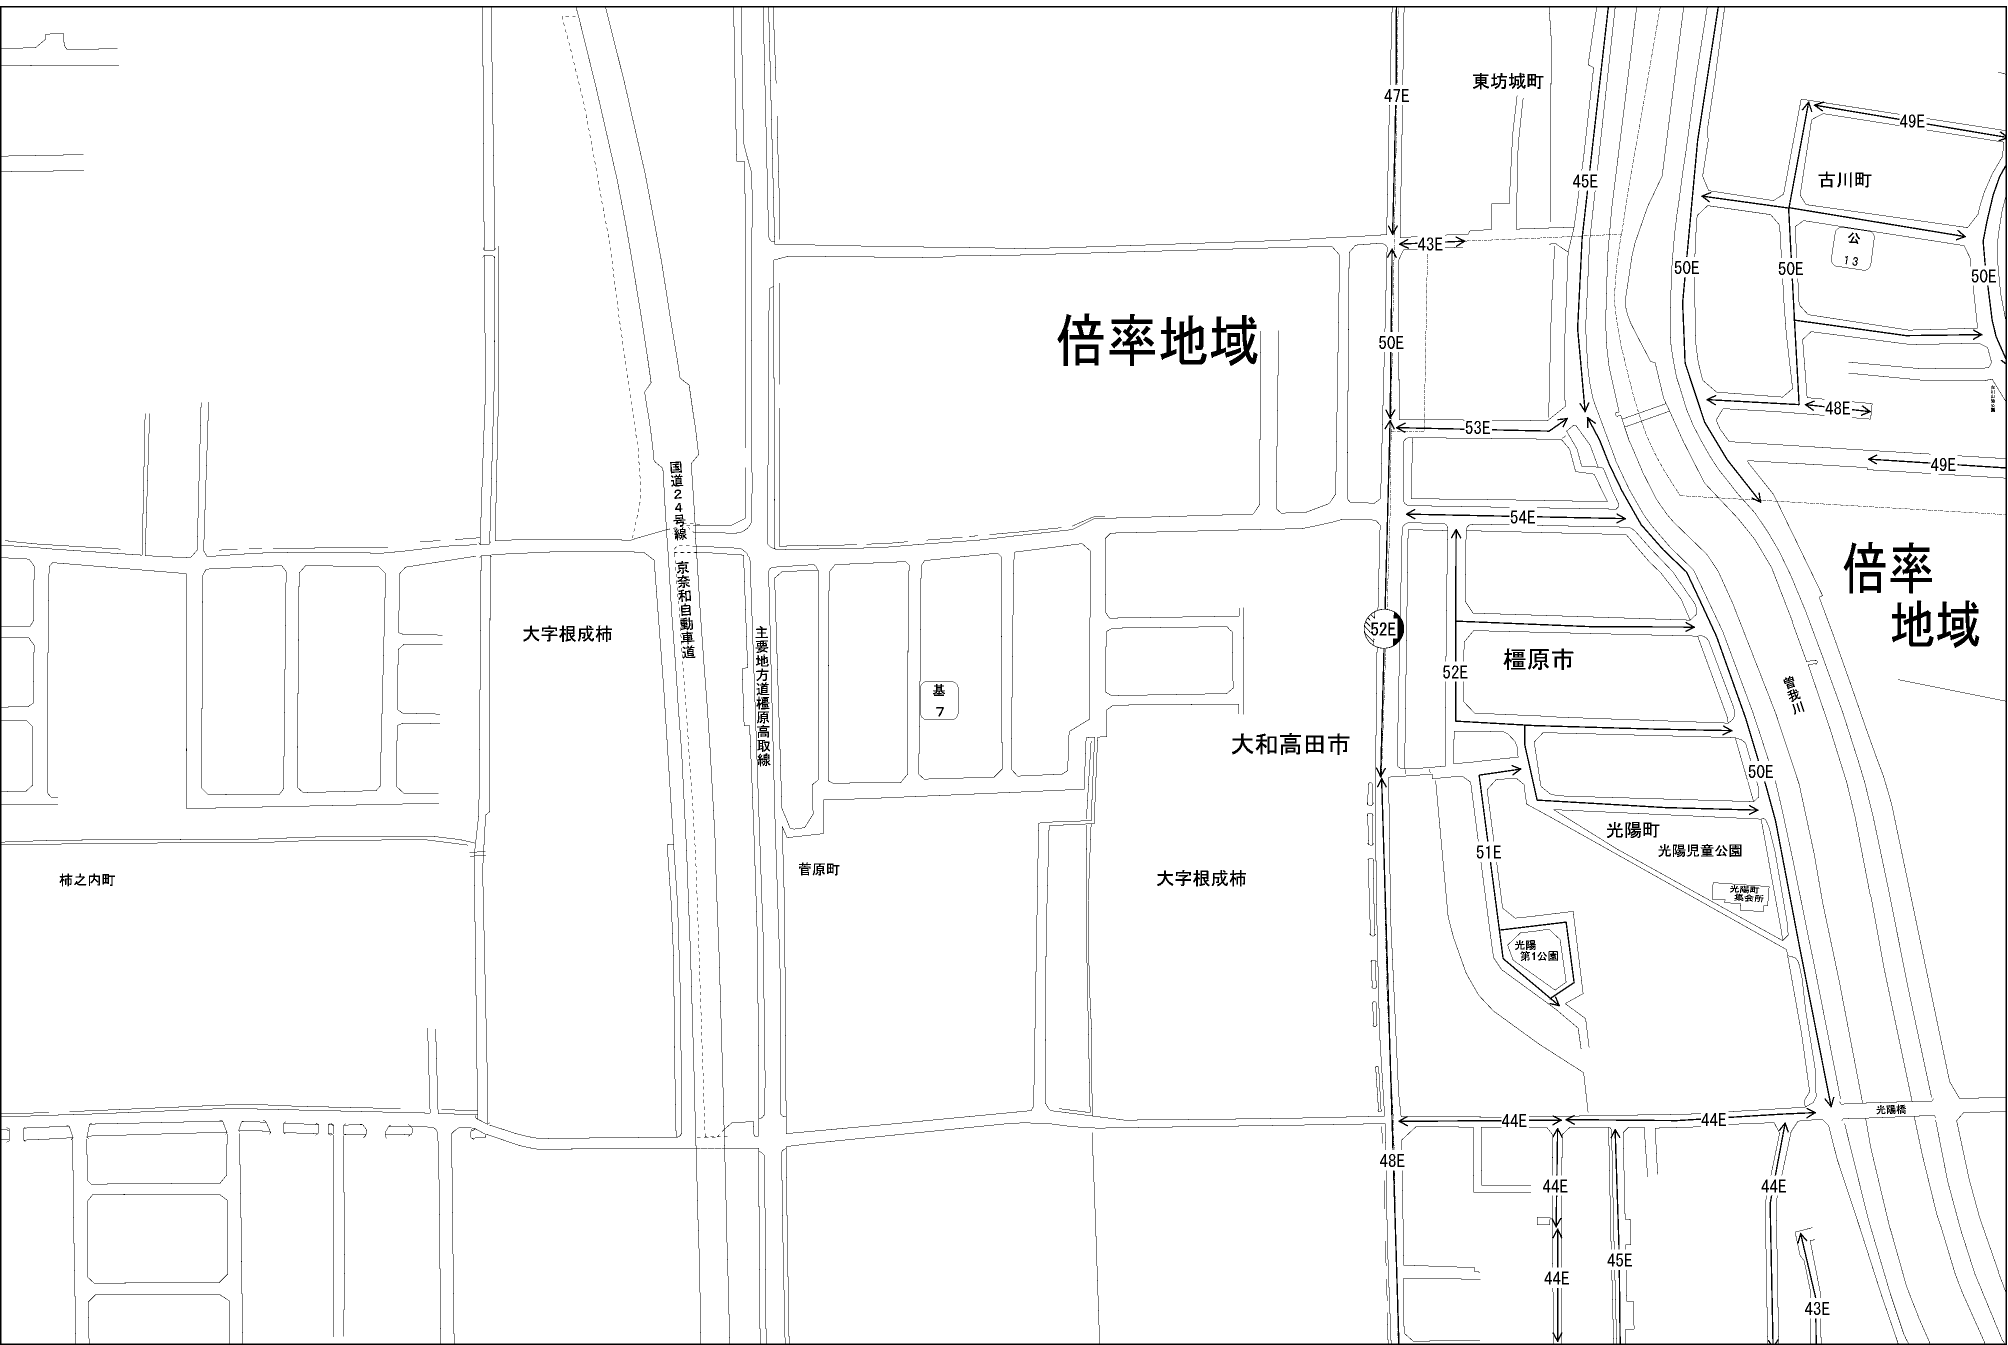 東坊城町
47E
49E
45E
古川町
公
13
43E
50E
50E
50E
50E
倍率地域
48E
53E
49E
国道24号線
54E
京奈和自動車道
倍率
地域
主要地方道橿原高取線
大字根成柿
52E
橿原市
52E
曽我川
基
7
大和高田市
50E
光陽町
光陽児童公園
51E
菅原町
柿之内町
大字根成柿
光陽町
集会所
光陽
第1公園
光陽橋
44E
44E
48E
44E
44E
45E
44E
43E